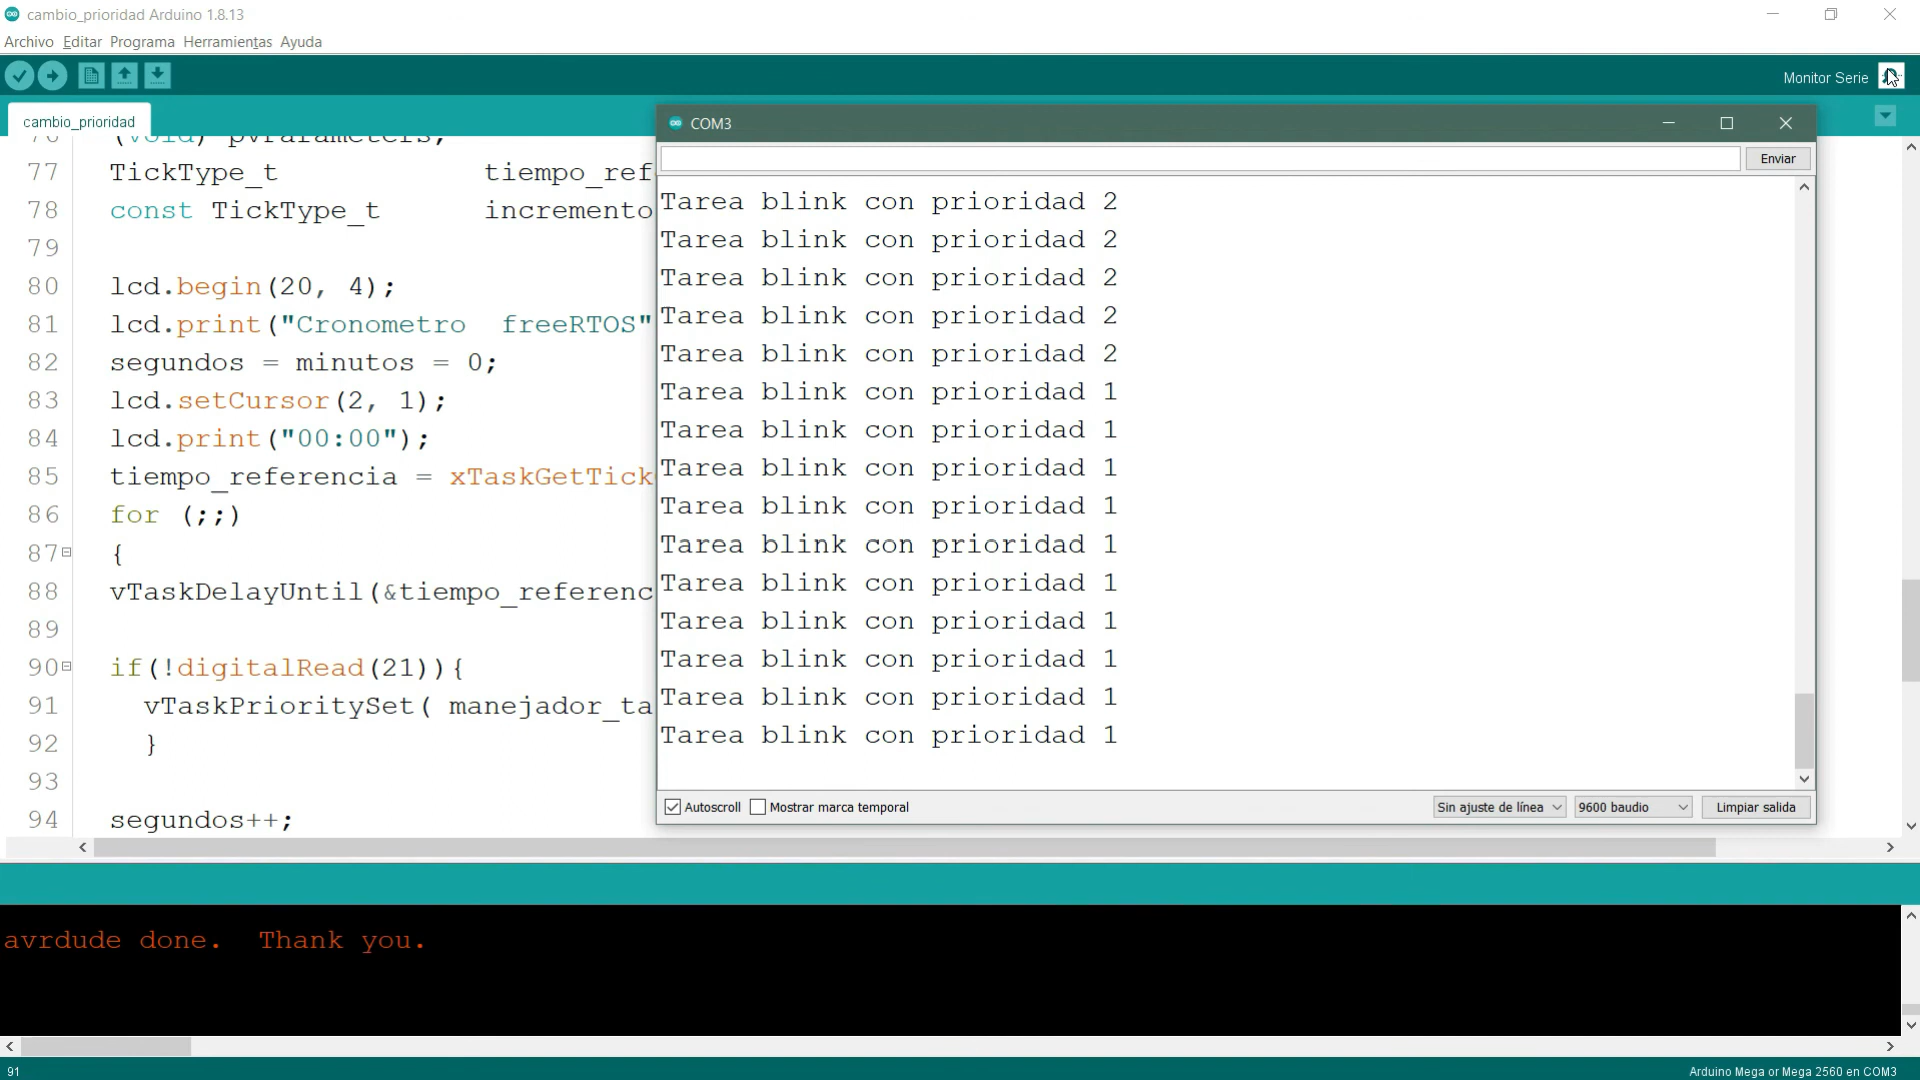 cambio_prioridad Arduino 1.8.13
Archivo Editar Programa Herramientas Ayuda
Monitor Serie
cambio_prioridad
76 (void) pvParameters;
77 TickType_t tiempo_ref
78 const TickType_t incremento
79
80 lcd.begin(20, 4);
81 lcd.print("Cronometro  freeRTOS"
82 segundos = minutos = 0;
83 lcd.setCursor(2, 1);
84 lcd.print("00:00");
85 tiempo_referencia = xTaskGetTick
86 for (;;)
87 {
88 vTaskDelayUntil(&tiempo_referenc
89
90 if(!digitalRead(21)){
91 vTaskPrioritySet( manejador_ta
92 }
93
94 segundos++;
COM3
Enviar
Tarea blink con prioridad 2
Tarea blink con prioridad 2
Tarea blink con prioridad 2
Tarea blink con prioridad 2
Tarea blink con prioridad 2
Tarea blink con prioridad 1
Tarea blink con prioridad 1
Tarea blink con prioridad 1
Tarea blink con prioridad 1
Tarea blink con prioridad 1
Tarea blink con prioridad 1
Tarea blink con prioridad 1
Tarea blink con prioridad 1
Tarea blink con prioridad 1
Tarea blink con prioridad 1
Autoscroll Mostrar marca temporal Sin ajuste de línea 9600 baudio Limpiar salida
avrdude done.  Thank you.
91 Arduino Mega or Mega 2560 en COM3